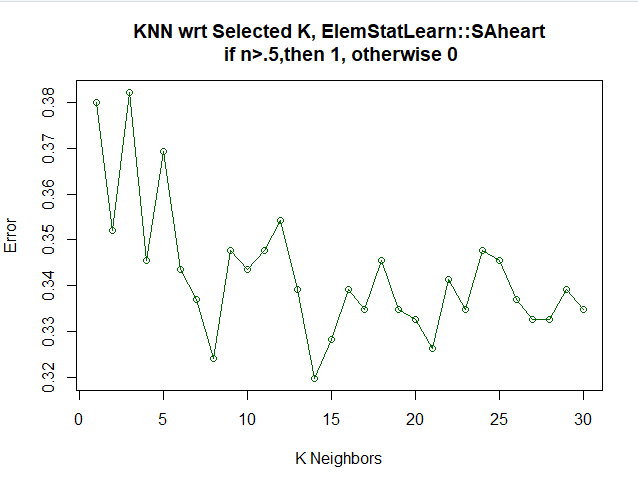 KNN wrt Selected K, ElemStatLearn::SAheart
if n>.5,then 1, otherwise 0
Error
0.38
0.37
0.36
0.35
0.34
0.33
0.32
0 5 10 15 20 25 30
K Neighbors